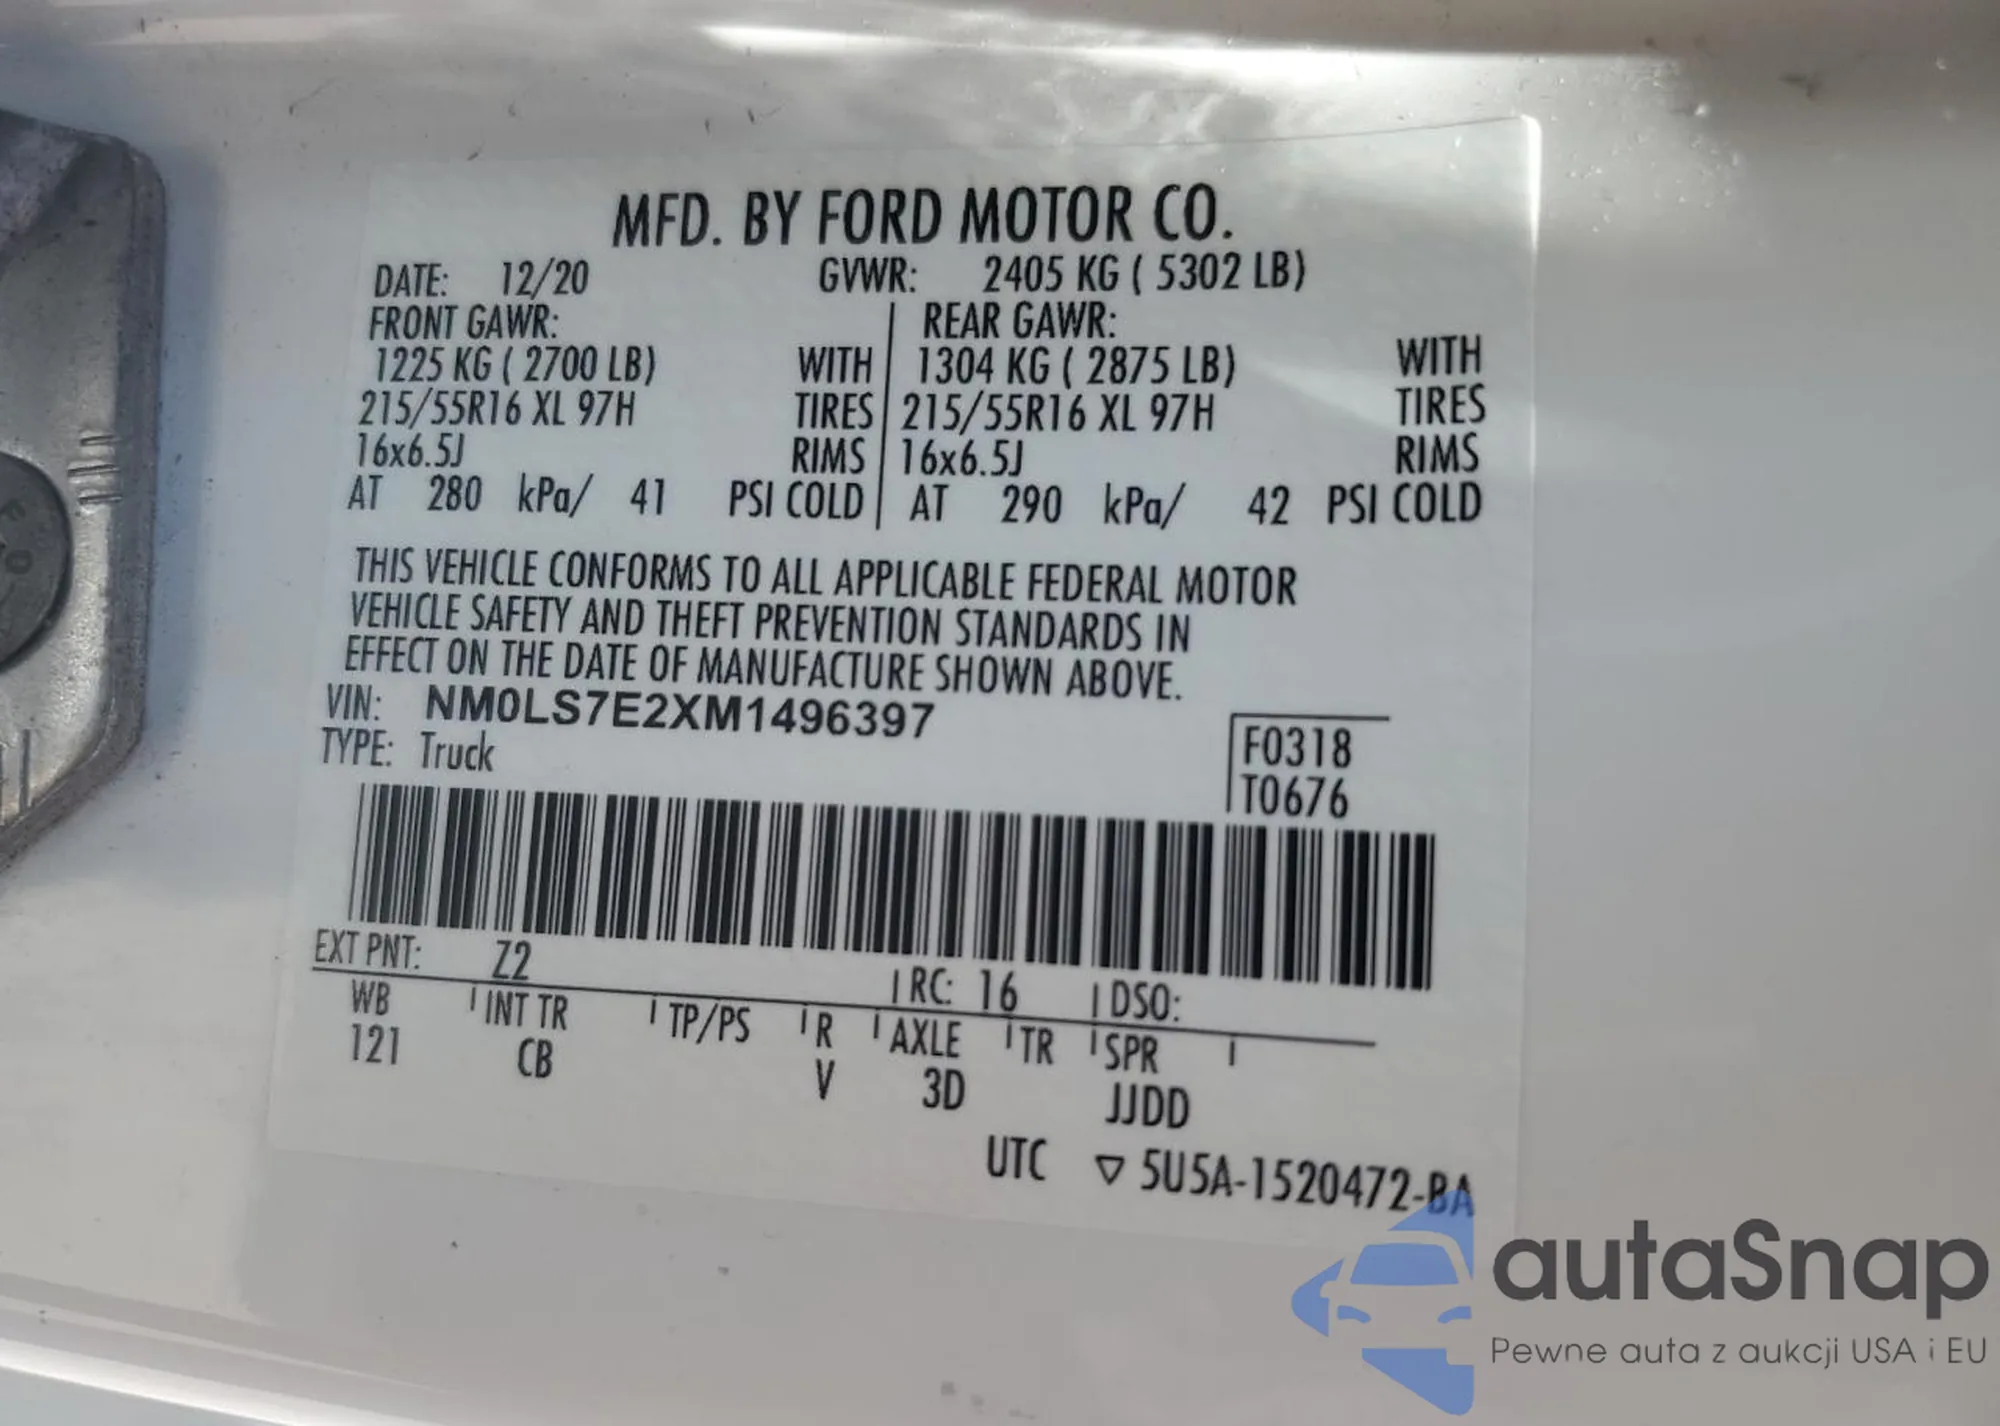 MFD. BY FORD MOTOR CO.
DATE: 12/20 GVWR: 2405 KG ( 5302 LB)
FRONT GAWR: REAR GAWR:
1225 KG ( 2700 LB) WITH 1304 KG ( 2875 LB) WITH
215/55R16 XL 97H TIRES 215/55R16 XL 97H TIRES
16x6.5J RIMS 16x6.5J RIMS
AT 280 kPa/ 41 PSI COLD AT 290 kPa/ 42 PSI COLD
THIS VEHICLE CONFORMS TO ALL APPLICABLE FEDERAL MOTOR
VEHICLE SAFETY AND THEFT PREVENTION STANDARDS IN
EFFECT ON THE DATE OF MANUFACTURE SHOWN ABOVE.
VIN: NM0LS7E2XM1496397
TYPE: Truck
F0318
T0676
EXT PNT: Z2 RC: 16 DSO:
WB INT TR TP/PS R AXLE TR SPR
121 CB V 3D JJDD
UTC ▽ 5U5A-1520472-BA
autaSnap
Pewne auta z aukcji USA i EU